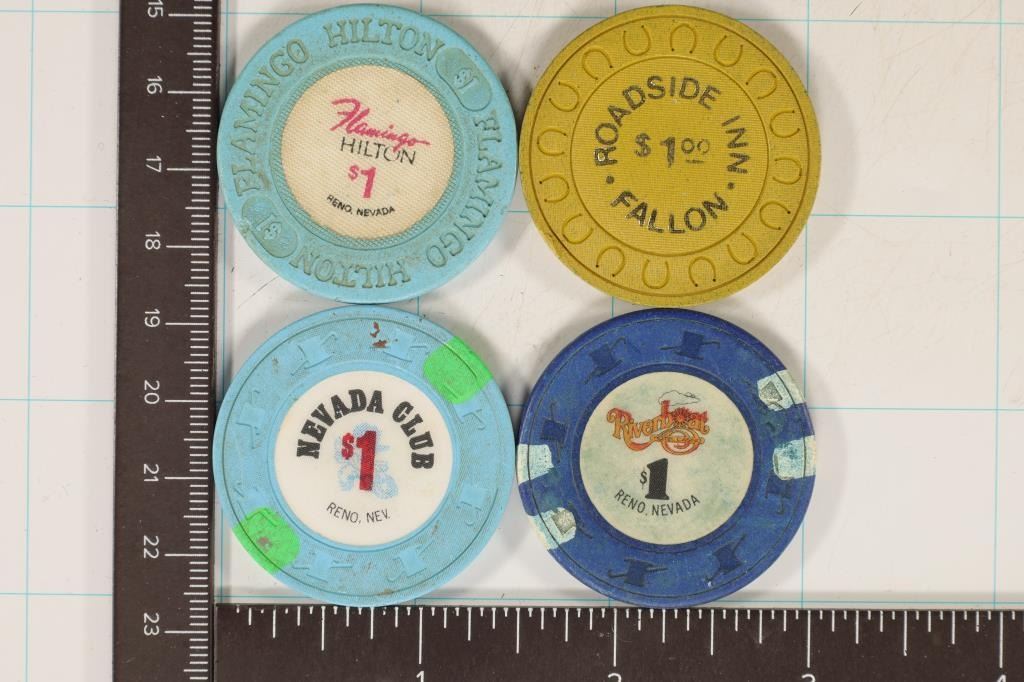 FLAMINGO HILTON $1 FLAMINGO HILTON $1
Flamingo
HILTON
$1
RENO, NEVADA
ROADSIDE INN
$1.00
• FALLON •
NEVADA CLUB
$1
RENO, NEV.
Riverboat
$1
RENO, NEVADA
15
16
17
18
19
20
21
22
23
1
2
3
4